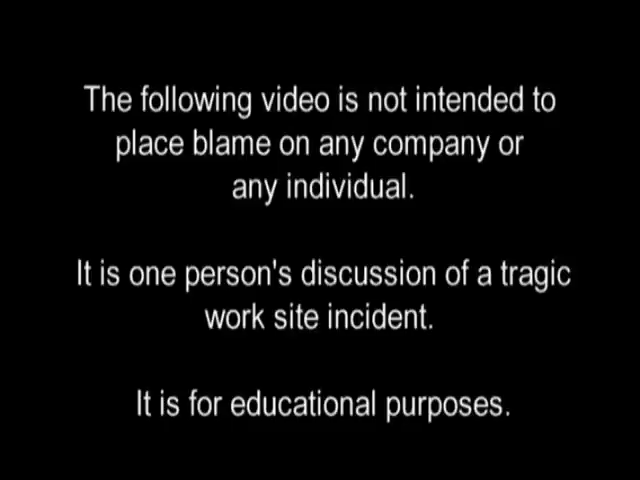 The following video is not intended to
place blame on any company or
any individual.
It is one person's discussion of a tragic
work site incident.
It is for educational purposes.